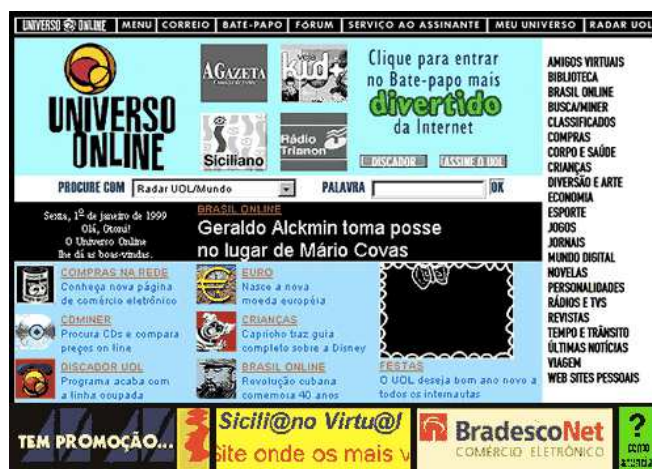 UNIVERSO ONLINE MENU CORREIO BATE-PAPO FÓRUM SERVIÇO AO ASSINANTE MEU UNIVERSO RADAR UOL
UNIVERSO
ONLINE
A GAZETA
veja
kid+
Siciliano
Rádio
Trianon
Clique para entrar
no Bate-papo mais
divertido
da Internet
DISCADOR ASSINE O UOL
PROCURE COM Radar UOL/Mundo PALAVRA OK
Sexta, 1º de janeiro de 1999
Olá,
O Universo Online
lhe dá as boas-vindas.
BRASIL ONLINE
Geraldo Alckmin toma posse
no lugar de Mário Covas
COMPRAS NA REDE
Conheça nova página
de comércio eletrônico
CDMINER
Procura CDs e compara
preços on line
DISCADOR UOL
Programa acaba com
a linha ocupada
EURO
Nasce a nova
moeda européia
CRIANÇAS
Capricho traz guia
completo sobre a Disney
BRASIL ONLINE
Revolução cubana
comemora 40 anos
FESTAS
O UOL deseja bom ano novo a
todos os internautas
AMIGOS VIRTUAIS
BIBLIOTECA
BRASIL ONLINE
BUSCA/MINER
CLASSIFICADOS
COMPRAS
CORPO E SAÚDE
CRIANÇAS
DIVERSÃO E ARTE
ECONOMIA
ESPORTE
JOGOS
JORNAIS
MUNDO DIGITAL
NOVELAS
PERSONALIDADES
RÁDIOS E TVS
REVISTAS
TEMPO E TRÂNSITO
ÚLTIMAS NOTÍCIAS
VIAGEM
WEB SITES PESSOAIS
TEM PROMOÇÃO...
Sicili@no Virtu@l
Site onde os mais v
BradescoNet
COMÉRCIO ELETRÔNICO
?
como
anunciar